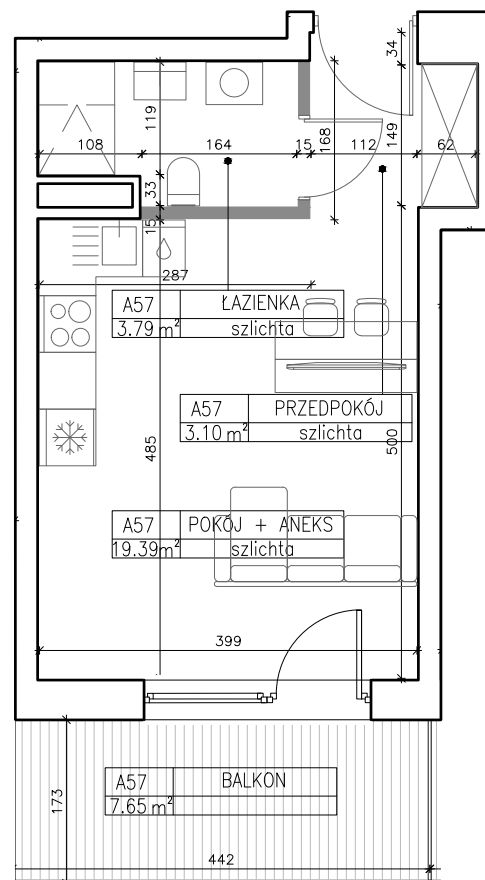 34
119
168
149
108
164
15
112
62
33
15
287
A57 ŁAZIENKA
3.79 m² szlichta
A57 PRZEDPOKÓJ
3.10 m² szlichta
485
500
A57 POKÓJ + ANEKS
19.39 m² szlichta
399
A57 BALKON
7.65 m²
173
442